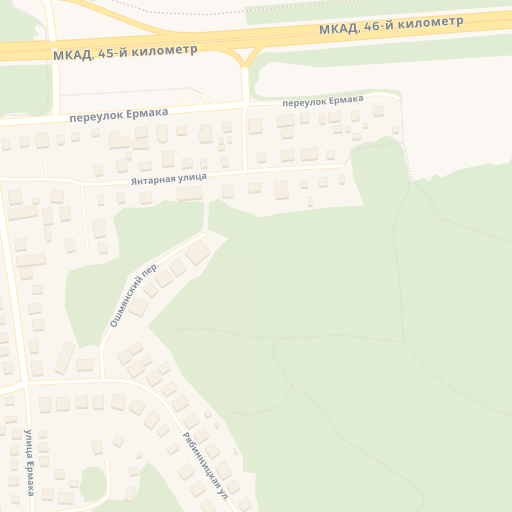 МКАД, 46-й километр
МКАД, 45-й километр
переулок Ермака
переулок Ермака
Янтарная улица
Ошмянский пер.
улица Ермака
Рябинницкая ул.